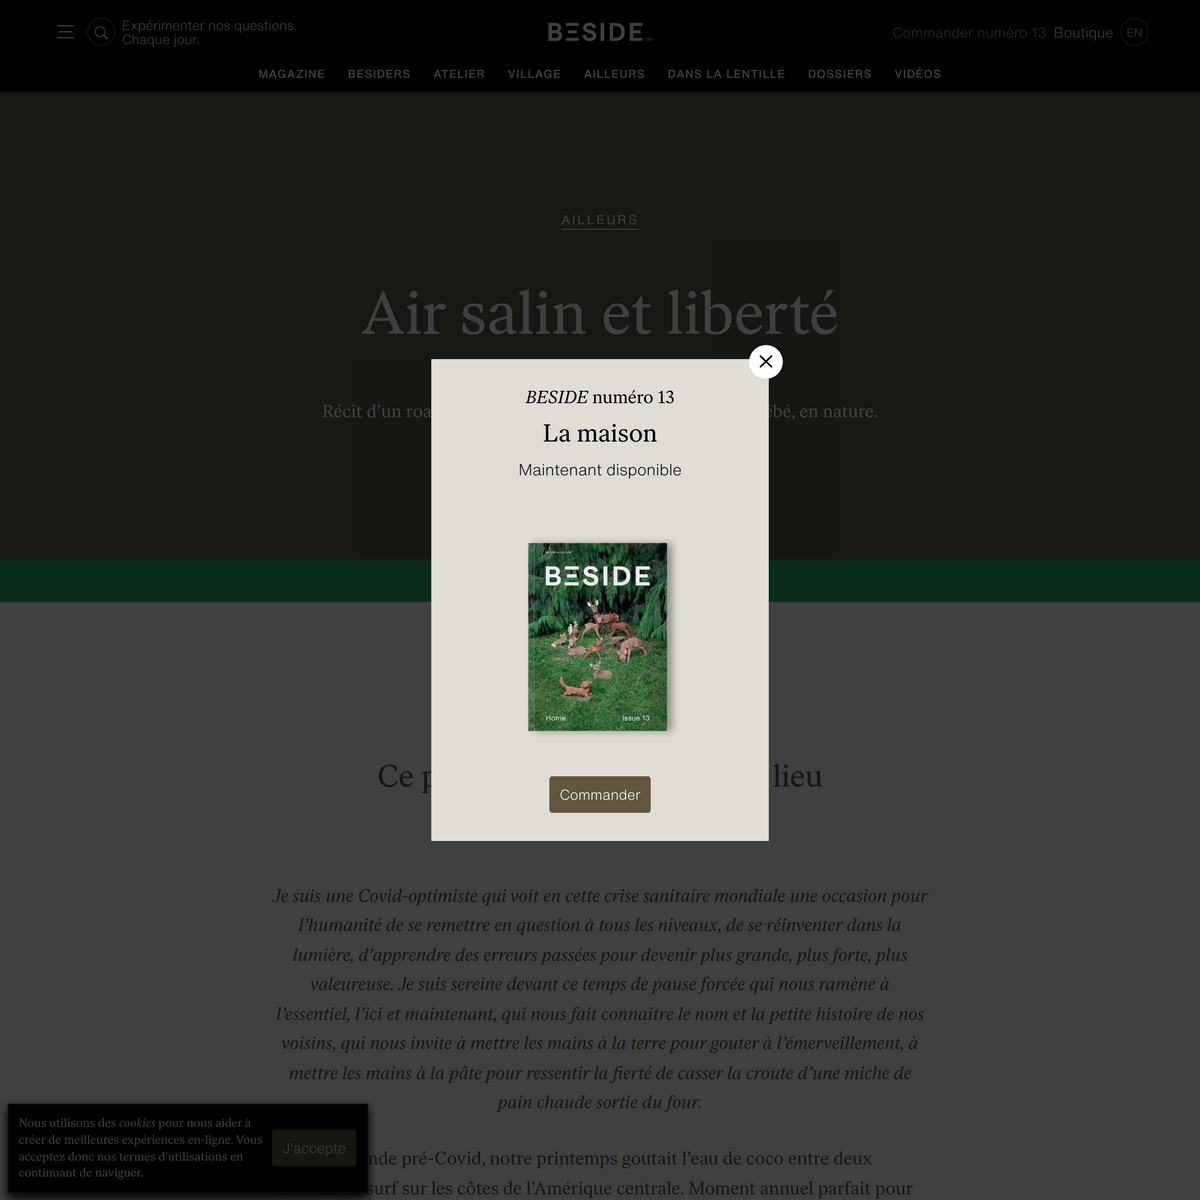 Expérimenter nos questions.
Chaque jour.
BESIDE™
Commander numéro 13 Boutique EN
MAGAZINE BESIDERS ATELIER VILLAGE AILLEURS DANS LA LENTILLE DOSSIERS VIDÉOS
AILLEURS
Air salin et liberté
Récit d’un roa
ébé, en nature.
BESIDE numéro 13
La maison
Maintenant disponible
BESIDE
Home Issue 13
Commander
Ce p
lieu
Je suis une Covid-optimiste qui voit en cette crise sanitaire mondiale une occasion pour
l’humanité de se remettre en question à tous les niveaux, de se réinventer dans la
lumière, d’apprendre des erreurs passées pour devenir plus grande, plus forte, plus
valeureuse. Je suis sereine devant ce temps de pause forcée qui nous ramène à
l’essentiel, l’ici et maintenant, qui nous fait connaitre le nom et la petite histoire de nos
voisins, qui nous invite à mettre les mains à la terre pour gouter à l’émerveillement, à
mettre les mains à la pâte pour ressentir la fierté de casser la croute d’une miche de
pain chaude sortie du four.
nde pré-Covid, notre printemps goutait l’eau de coco entre deux
surf sur les côtes de l’Amérique centrale. Moment annuel parfait pour
Nous utilisons des cookies pour nous aider à
créer de meilleures expériences en-ligne. Vous
acceptez donc nos termes d'utilisations en
continuant de naviguer.
J'accepte